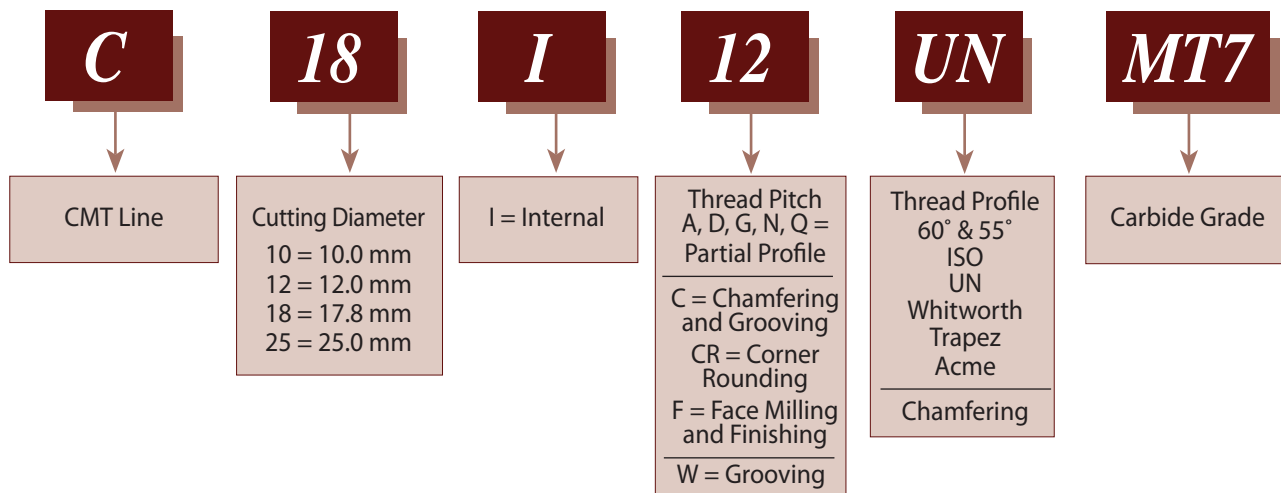 C
18
I
12
UN
MT7
CMT Line
Cutting Diameter
10 = 10.0 mm
12 = 12.0 mm
18 = 17.8 mm
25 = 25.0 mm
I = Internal
Thread Pitch
A, D, G, N, Q =
Partial Profile
C = Chamfering
and Grooving
CR = Corner
Rounding
F = Face Milling
and Finishing
W = Grooving
Thread Profile
60° & 55°
ISO
UN
Whitworth
Trapez
Acme
Chamfering
Carbide Grade